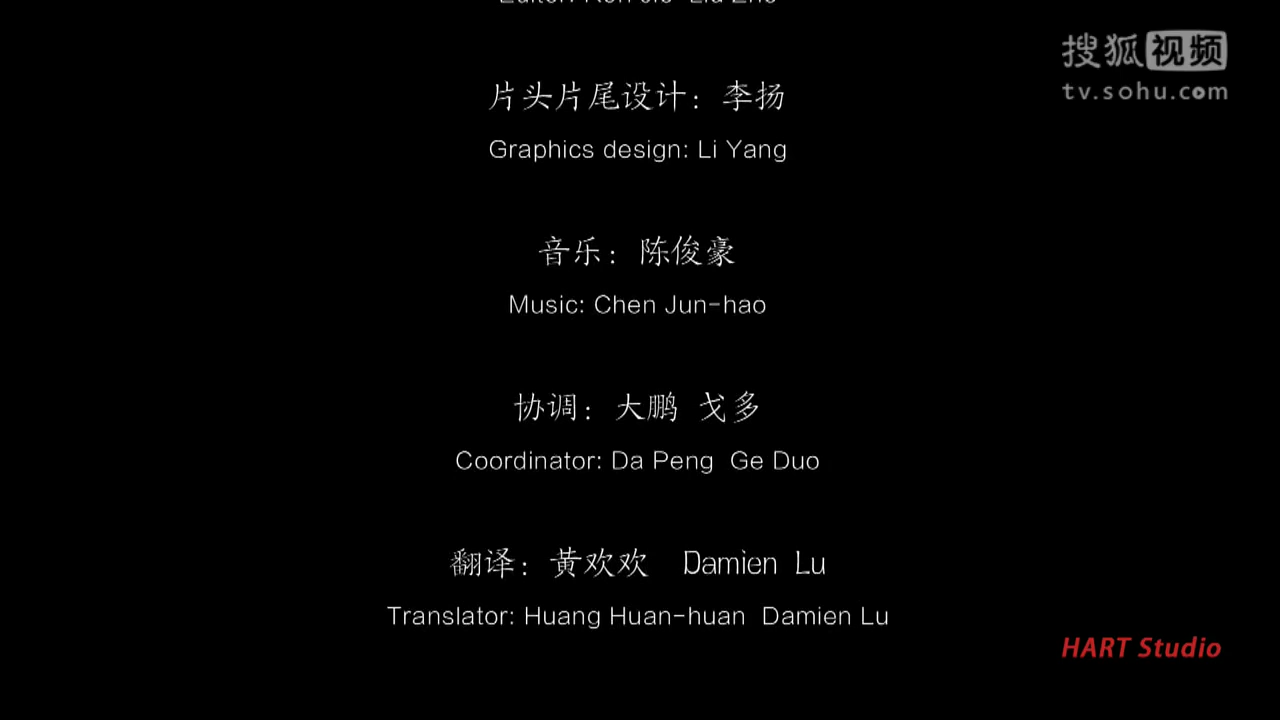 搜狐视频
tv.sohu.com
片头片尾设计：李扬
Graphics design: Li Yang
音乐：陈俊豪
Music: Chen Jun-hao
协调：大鹏 戈多
Coordinator: Da Peng Ge Duo
翻译：黄欢欢 Damien Lu
Translator: Huang Huan-huan Damien Lu
HART Studio